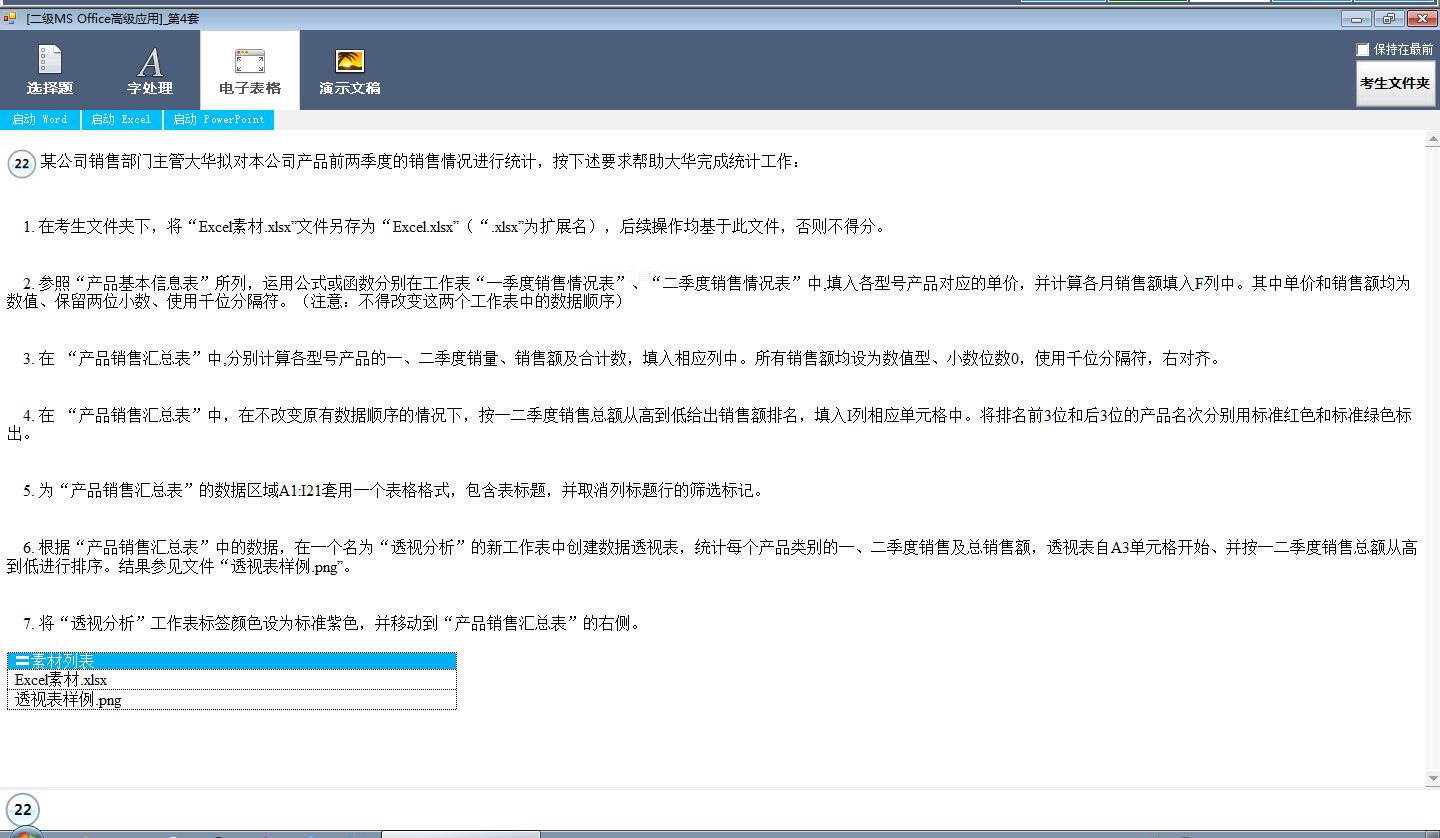 [二级MS Office高级应用]_第4套
选择题
字处理
电子表格
演示文稿
保持在最前
考生文件夹
启动 Word
启动 Excel
启动 PowerPoint
22 某公司销售部门主管大华拟对本公司产品前两季度的销售情况进行统计，按下述要求帮助大华完成统计工作：
1. 在考生文件夹下，将“Excel素材.xlsx”文件另存为“Excel.xlsx”（“.xlsx”为扩展名），后续操作均基于此文件，否则不得分。
2. 参照“产品基本信息表”所列，运用公式或函数分别在工作表“一季度销售情况表”、“二季度销售情况表”中,填入各型号产品对应的单价，并计算各月销售额填入F列中。其中单价和销售额均为
数值、保留两位小数、使用千位分隔符。（注意：不得改变这两个工作表中的数据顺序）
3. 在 “产品销售汇总表”中,分别计算各型号产品的一、二季度销量、销售额及合计数，填入相应列中。所有销售额均设为数值型、小数位数0，使用千位分隔符，右对齐。
4. 在 “产品销售汇总表”中，在不改变原有数据顺序的情况下，按一二季度销售总额从高到低给出销售额排名，填入I列相应单元格中。将排名前3位和后3位的产品名次分别用标准红色和标准绿色标
出。
5. 为“产品销售汇总表”的数据区域A1:I21套用一个表格格式，包含表标题，并取消列标题行的筛选标记。
6. 根据“产品销售汇总表”中的数据，在一个名为“透视分析”的新工作表中创建数据透视表，统计每个产品类别的一、二季度销售及总销售额，透视表自A3单元格开始、并按一二季度销售总额从高
到低进行排序。结果参见文件“透视表样例.png”。
7. 将“透视分析”工作表标签颜色设为标准紫色，并移动到“产品销售汇总表”的右侧。
素材列表
Excel素材.xlsx
透视表样例.png
22